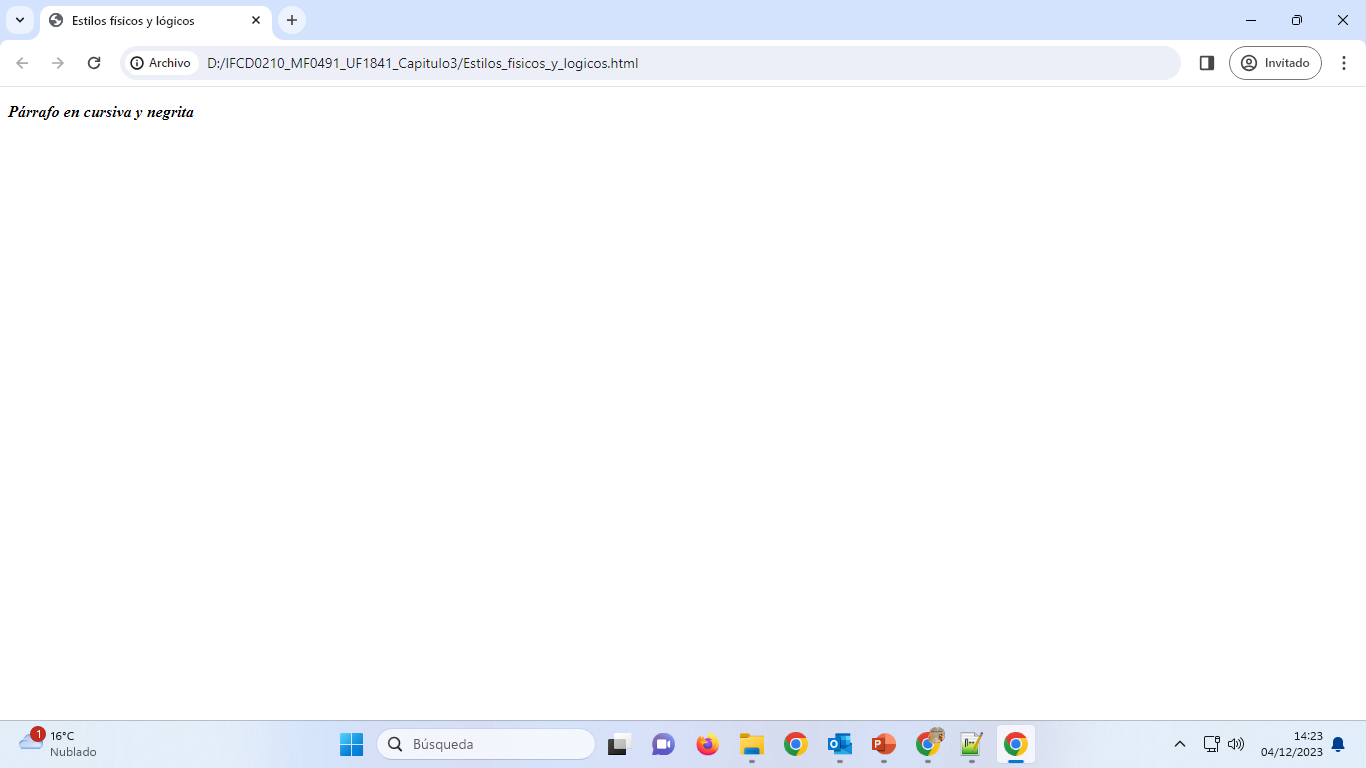 Estilos físicos y lógicos
Archivo
D:/IFCD0210_MF0491_UF1841_Capitulo3/Estilos_fisicos_y_logicos.html
Invitado
Párrafo en cursiva y negrita
1
16°C
Nublado
Búsqueda
14:23
04/12/2023